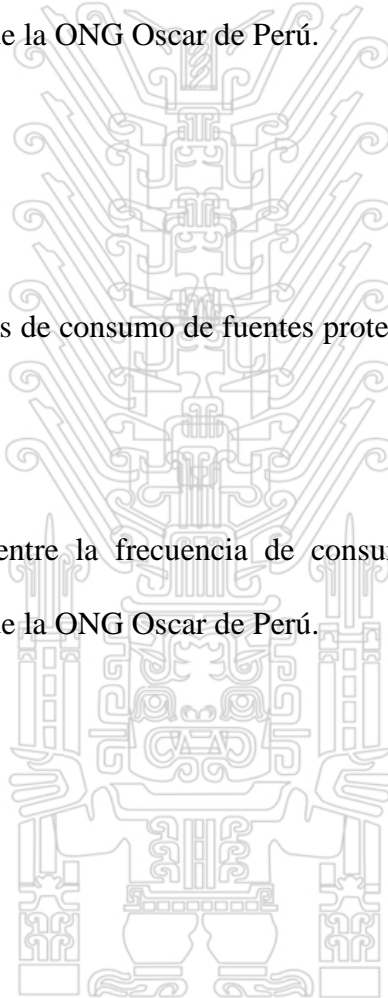 e la ONG Oscar de Perú.
s de consumo de fuentes prote
entre la frecuencia de consu
e la ONG Oscar de Perú.